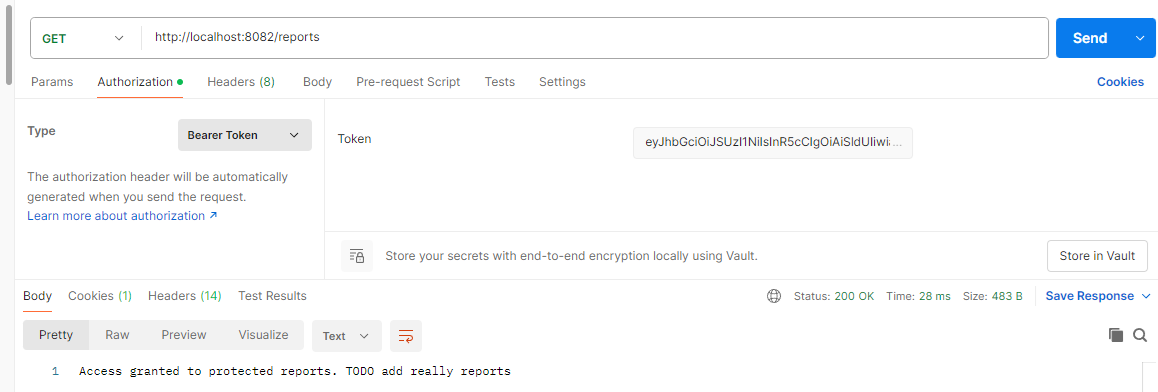 GET http://localhost:8082/reports Send
Params Authorization Headers (8) Body Pre-request Script Tests Settings Cookies
Type Bearer Token
The authorization header will be automatically
generated when you send the request.
Learn more about authorization ↗
Token eyJhbGciOiJSUzI1NiIsInR5cCIgOiAiSldUIiwi...
Store your secrets with end-to-end encryption locally using Vault. Store in Vault
Body Cookies (1) Headers (14) Test Results Status: 200 OK Time: 28 ms Size: 483 B Save Response
Pretty Raw Preview Visualize Text
1 Access granted to protected reports. TODO add really reports